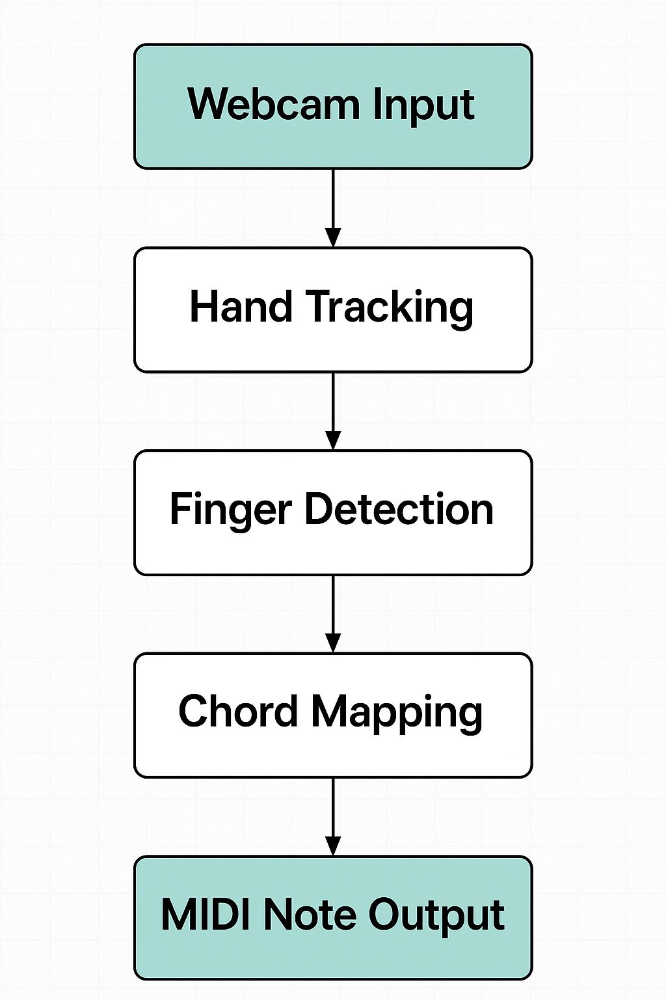 Webcam Input
Hand Tracking
Finger Detection
Chord Mapping
MIDI Note Output